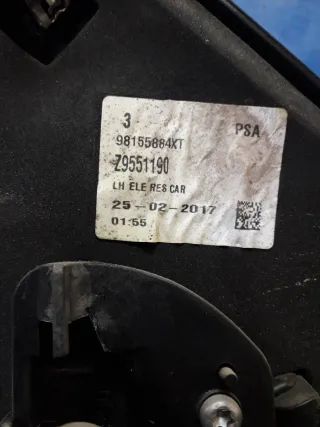 3 PSA
98155884XT
Z9551190
LH ELE RES CAR
25-02-2017
01:55